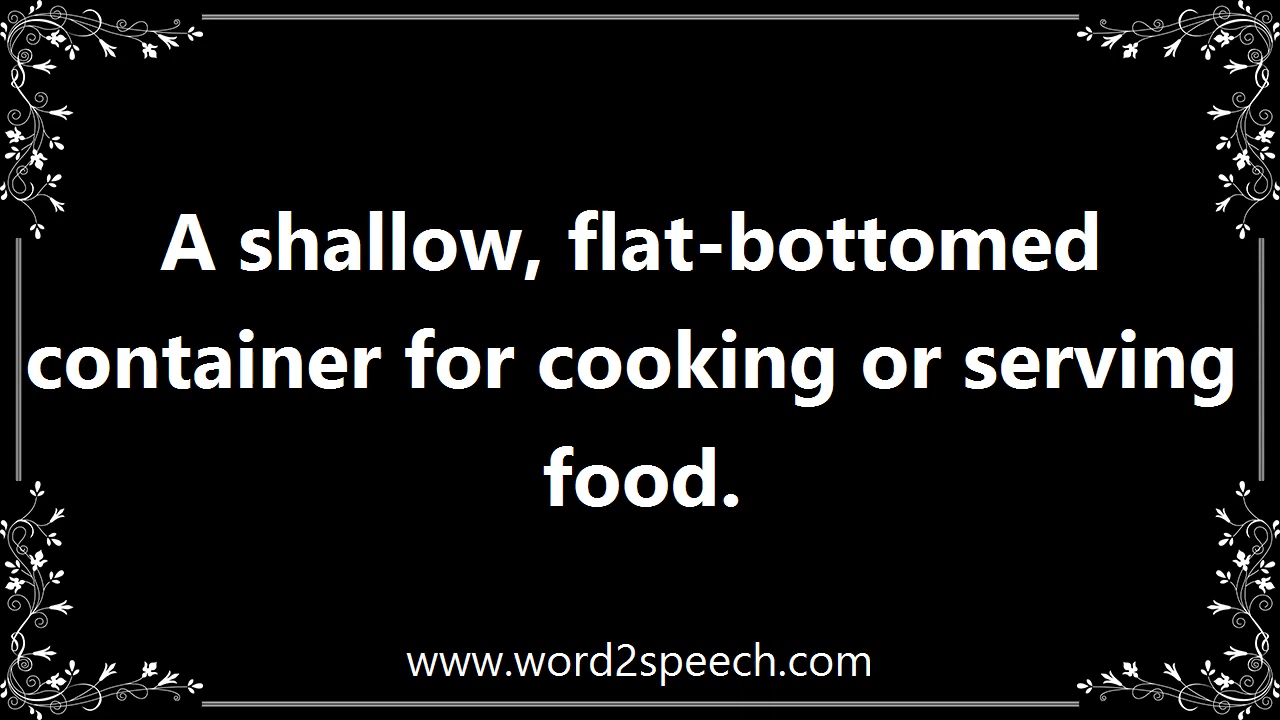 A shallow, flat-bottomed
container for cooking or serving
food.
www.word2speech.com